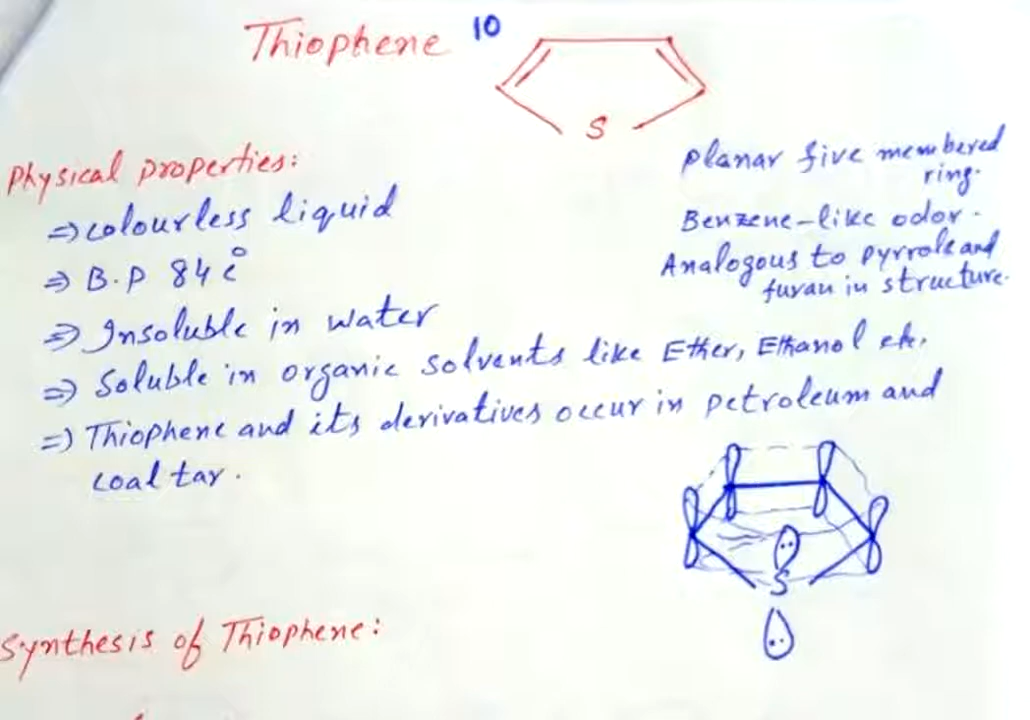 Thiophene 10
S
Physical properties:
⇒ colourless liquid
⇒ B.P 84 c°
⇒ Insoluble in water
⇒ Soluble in organic solvents like Ether, Ethanol etc.
⇒ Thiophene and its derivatives occur in petroleum and
coal tar.
planar five membered
ring.
Benzene-like odor.
Analogous to pyrrole and
furan in structure.
S
Synthesis of Thiophene: